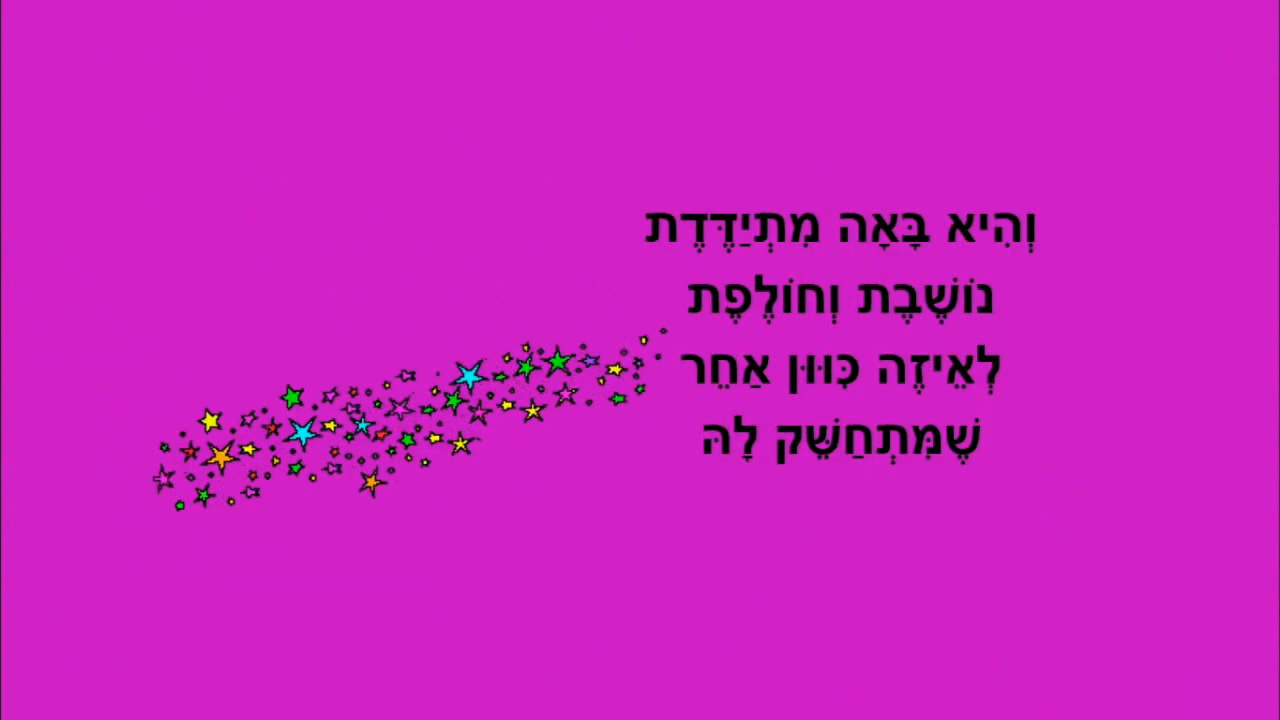 וְהִיא בָּאָה מִתְיַדֶּדֶת
נוֹשֶׁבֶת וְחוֹלֶפֶת
לְאֵיזֶה כִּוּוּן אַחֵר
שֶׁמִּתְחַשֵּׁק לָהּ